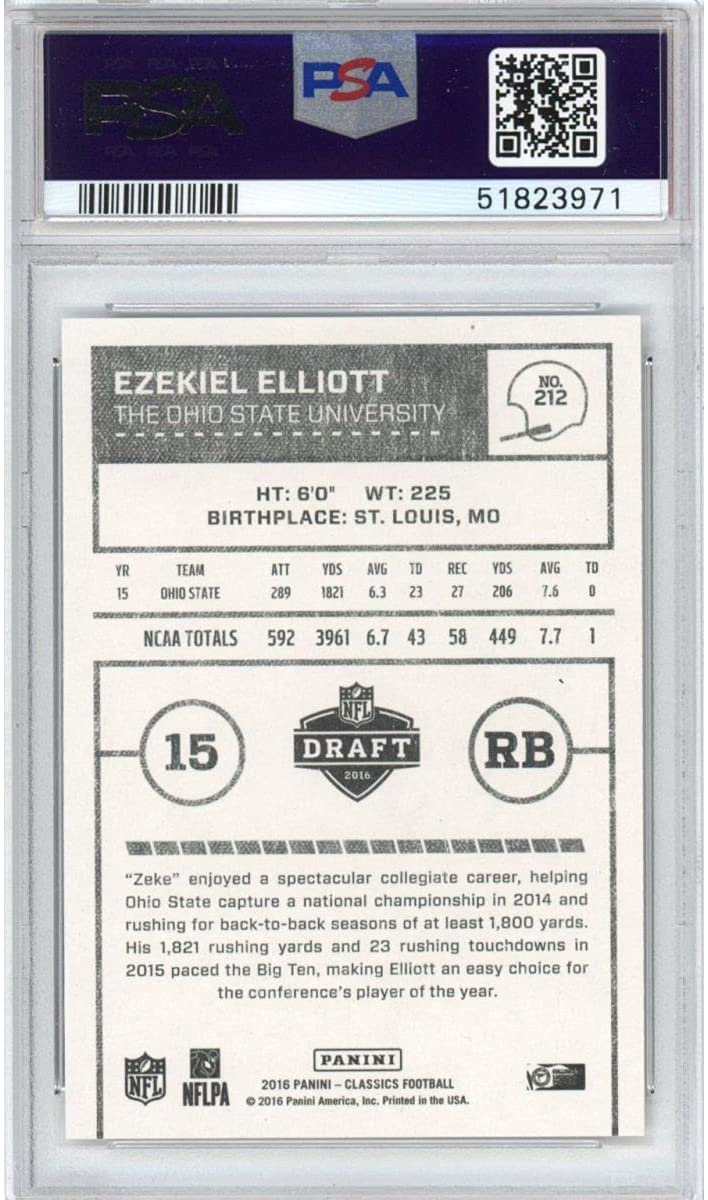 PSA
PSA
51823971
EZEKIEL ELLIOTT
THE OHIO STATE UNIVERSITY
NO.
212
HT: 6'0" WT: 225
BIRTHPLACE: ST. LOUIS, MO
YR TEAM ATT YDS AVG TD REC YDS AVG TD
15 OHIO STATE 289 1821 6.3 23 27 206 7.6 0
NCAA TOTALS 592 3961 6.7 43 58 449 7.7 1
15
NFL
DRAFT
2016
RB
"Zeke" enjoyed a spectacular collegiate career, helping
Ohio State capture a national championship in 2014 and
rushing for back-to-back seasons of at least 1,800 yards.
His 1,821 rushing yards and 23 rushing touchdowns in
2015 paced the Big Ten, making Elliott an easy choice for
the conference's player of the year.
NFL
NFLPA
PANINI
2016 PANINI – CLASSICS FOOTBALL
© 2016 Panini America, Inc. Printed in the USA.